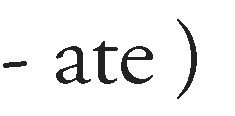 - ate )